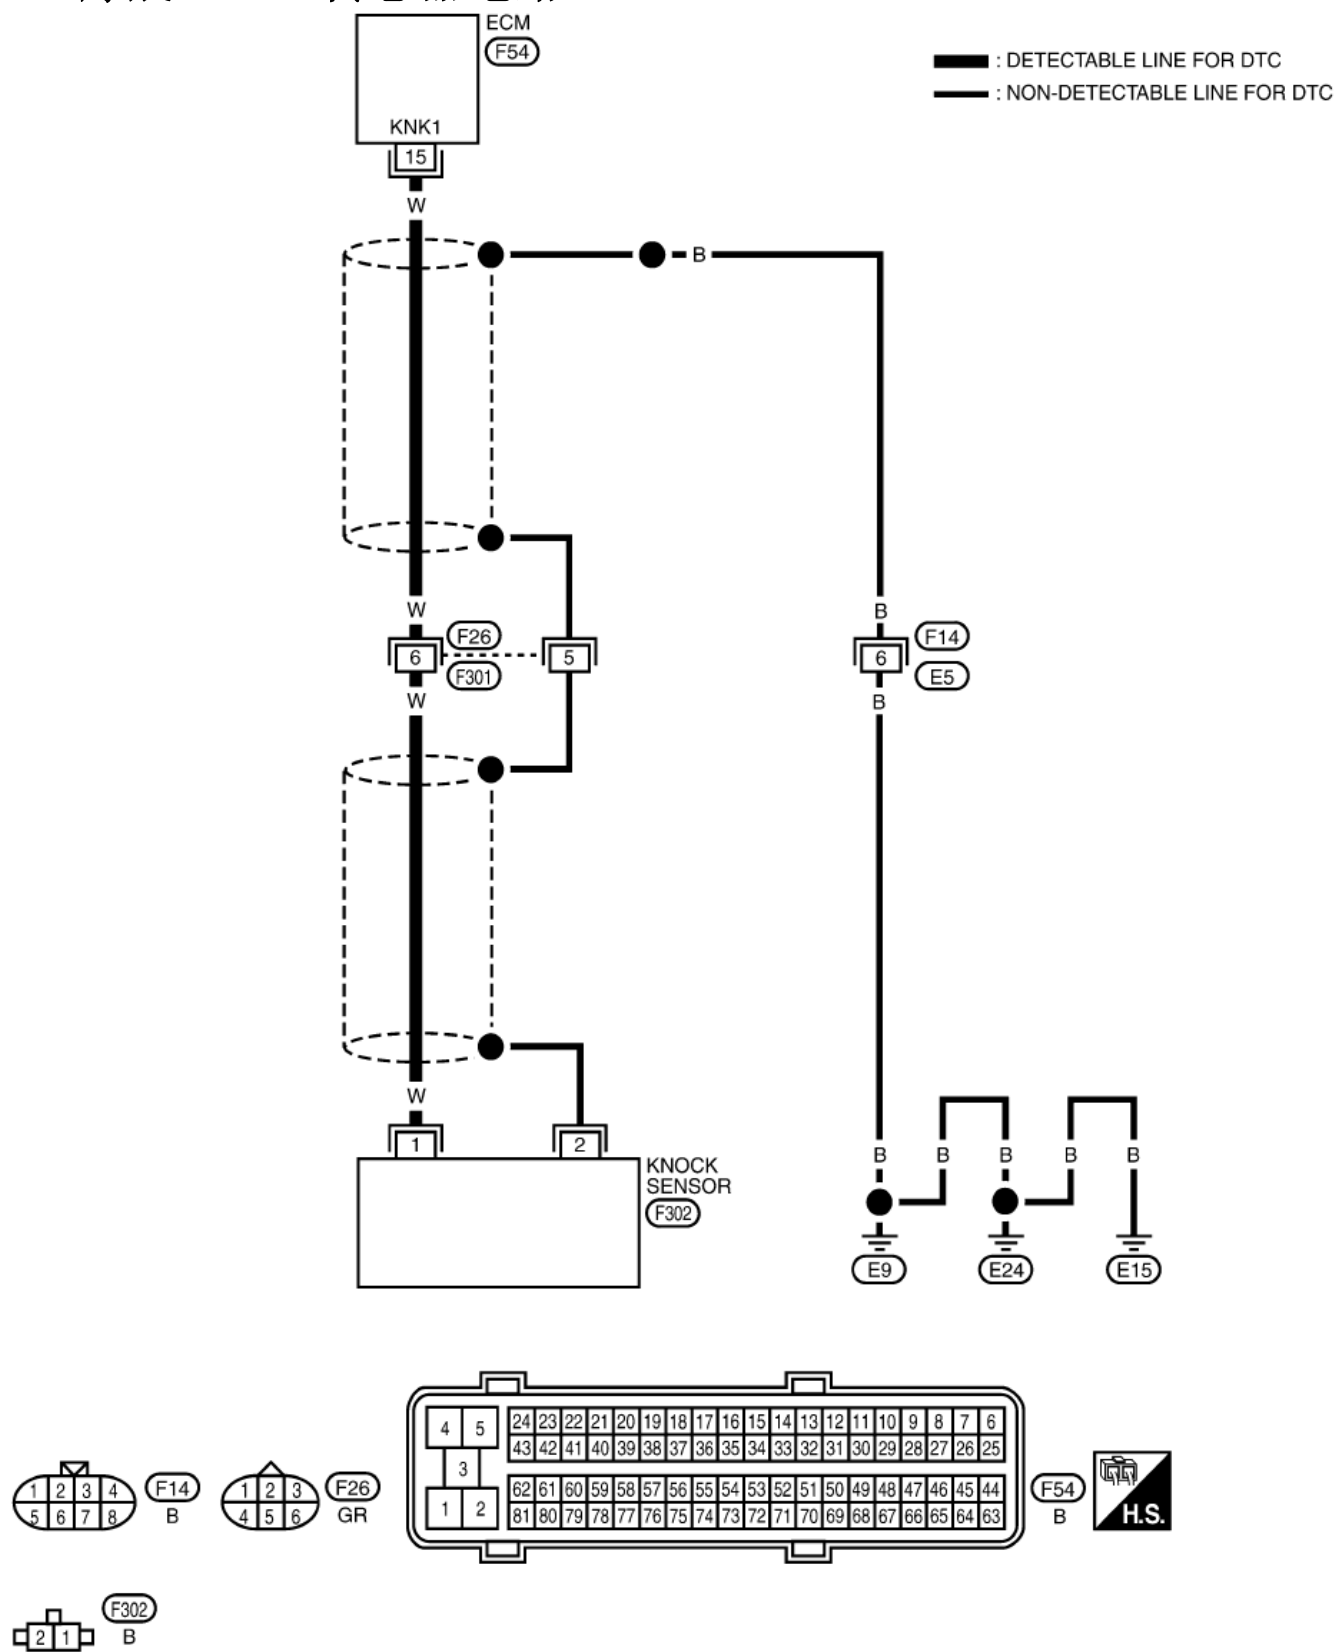 ECM
F54
: DETECTABLE LINE FOR DTC
: NON-DETECTABLE LINE FOR DTC
KNK1
15
W
B
W
B
F26
F14
6
5
6
F301
E5
W
B
W
1
2
KNOCK
SENSOR
F302
B
B
B
B
B
E9
E24
E15
4 5
24 23 22 21 20 19 18 17 16 15 14 13 12 11 10 9 8 7 6
43 42 41 40 39 38 37 36 35 34 33 32 31 30 29 28 27 26 25
3
1 2
62 61 60 59 58 57 56 55 54 53 52 51 50 49 48 47 46 45 44
81 80 79 78 77 76 75 74 73 72 71 70 69 68 67 66 65 64 63
1 2 3 4
5 6 7 8
F14
B
1 2 3
4 5 6
F26
GR
F54
B
H.S.
F302
2 1
B